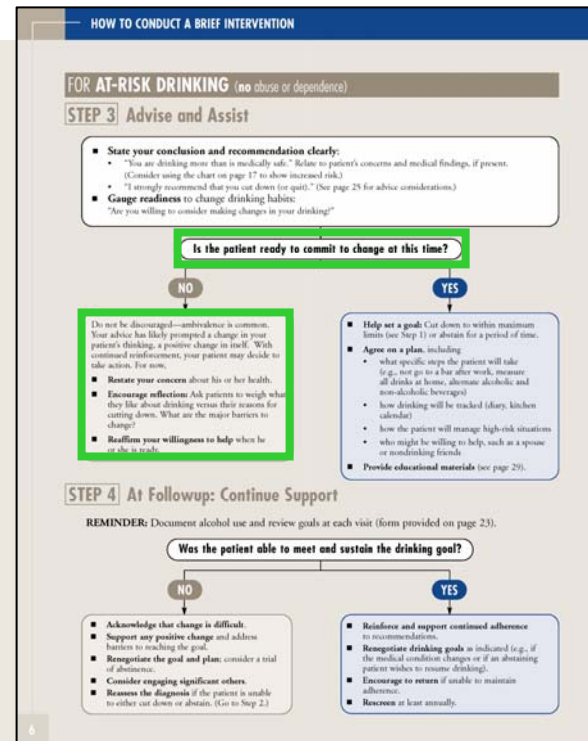 HOW TO CONDUCT A BRIEF INTERVENTION
FOR AT-RISK DRINKING (no abuse or dependence)
STEP 3 Advise and Assist
■ State your conclusion and recommendation clearly:
• "You are drinking more than is medically safe." Relate to patient's concerns and medical findings, if present.
(Consider using the chart on page 17 to show increased risk.)
• "I strongly recommend that you cut down (or quit)." (See page 25 for advice considerations.)
■ Gauge readiness to change drinking habits:
"Are you willing to consider making changes in your drinking?"
Is the patient ready to commit to change at this time?
NO
Do not be discouraged—ambivalence is common.
Your advice has likely prompted a change in your
patient's thinking, a positive change in itself. With
continued reinforcement, your patient may decide to
take action. For now,
■ Restate your concern about his or her health.
■ Encourage reflection: Ask patients to weigh what
they like about drinking versus their reasons for
cutting down. What are the major barriers to
change?
■ Reaffirm your willingness to help when he
or she is ready.
YES
■ Help set a goal: Cut down to within maximum
limits (see Step 1) or abstain for a period of time.
■ Agree on a plan, including
• what specific steps the patient will take
(e.g., not go to a bar after work, measure
all drinks at home, alternate alcoholic and
non-alcoholic beverages)
• how drinking will be tracked (diary, kitchen
calendar)
• how the patient will manage high-risk situations
• who might be willing to help, such as a spouse
or nondrinking friends
■ Provide educational materials (see page 29).
STEP 4 At Followup: Continue Support
REMINDER: Document alcohol use and review goals at each visit (form provided on page 23).
Was the patient able to meet and sustain the drinking goal?
NO
■ Acknowledge that change is difficult.
■ Support any positive change and address
barriers to reaching the goal.
■ Renegotiate the goal and plan; consider a trial
of abstinence.
■ Consider engaging significant others.
■ Reassess the diagnosis if the patient is unable
to either cut down or abstain. (Go to Step 2.)
YES
■ Reinforce and support continued adherence
to recommendations.
■ Renegotiate drinking goals as indicated (e.g., if
the medical condition changes or if an abstaining
patient wishes to resume drinking).
■ Encourage to return if unable to maintain
adherence.
■ Rescreen at least annually.
6